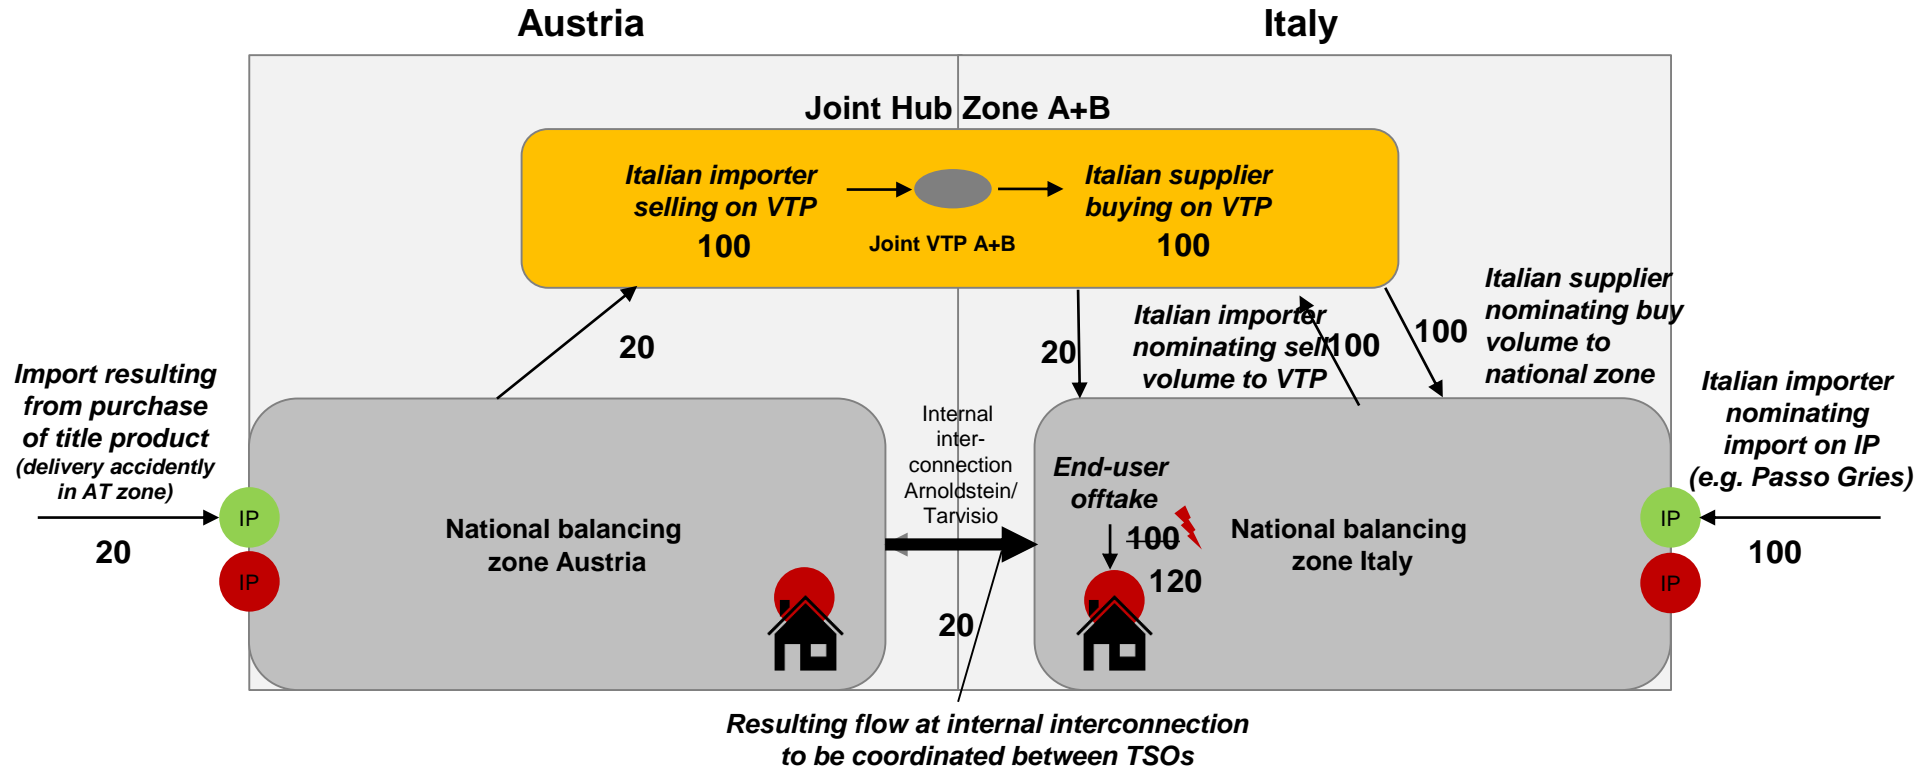 Austria
Italy
Joint Hub Zone A+B
Italian importer
selling on VTP
100
Joint VTP A+B
Italian supplier
buying on VTP
100
20
20
Italian importer
nominating sell
volume to VTP
100
100
Italian supplier
nominating buy
volume to
national zone
Import resulting
from purchase
of title product
(delivery accidently
in AT zone)
20
IP
IP
National balancing
zone Austria
Internal
inter-
connection
Arnoldstein/
Tarvisio
20
End-user
offtake
100
120
National balancing
zone Italy
IP
IP
Italian importer
nominating
import on IP
(e.g. Passo Gries)
100
Resulting flow at internal interconnection
to be coordinated between TSOs